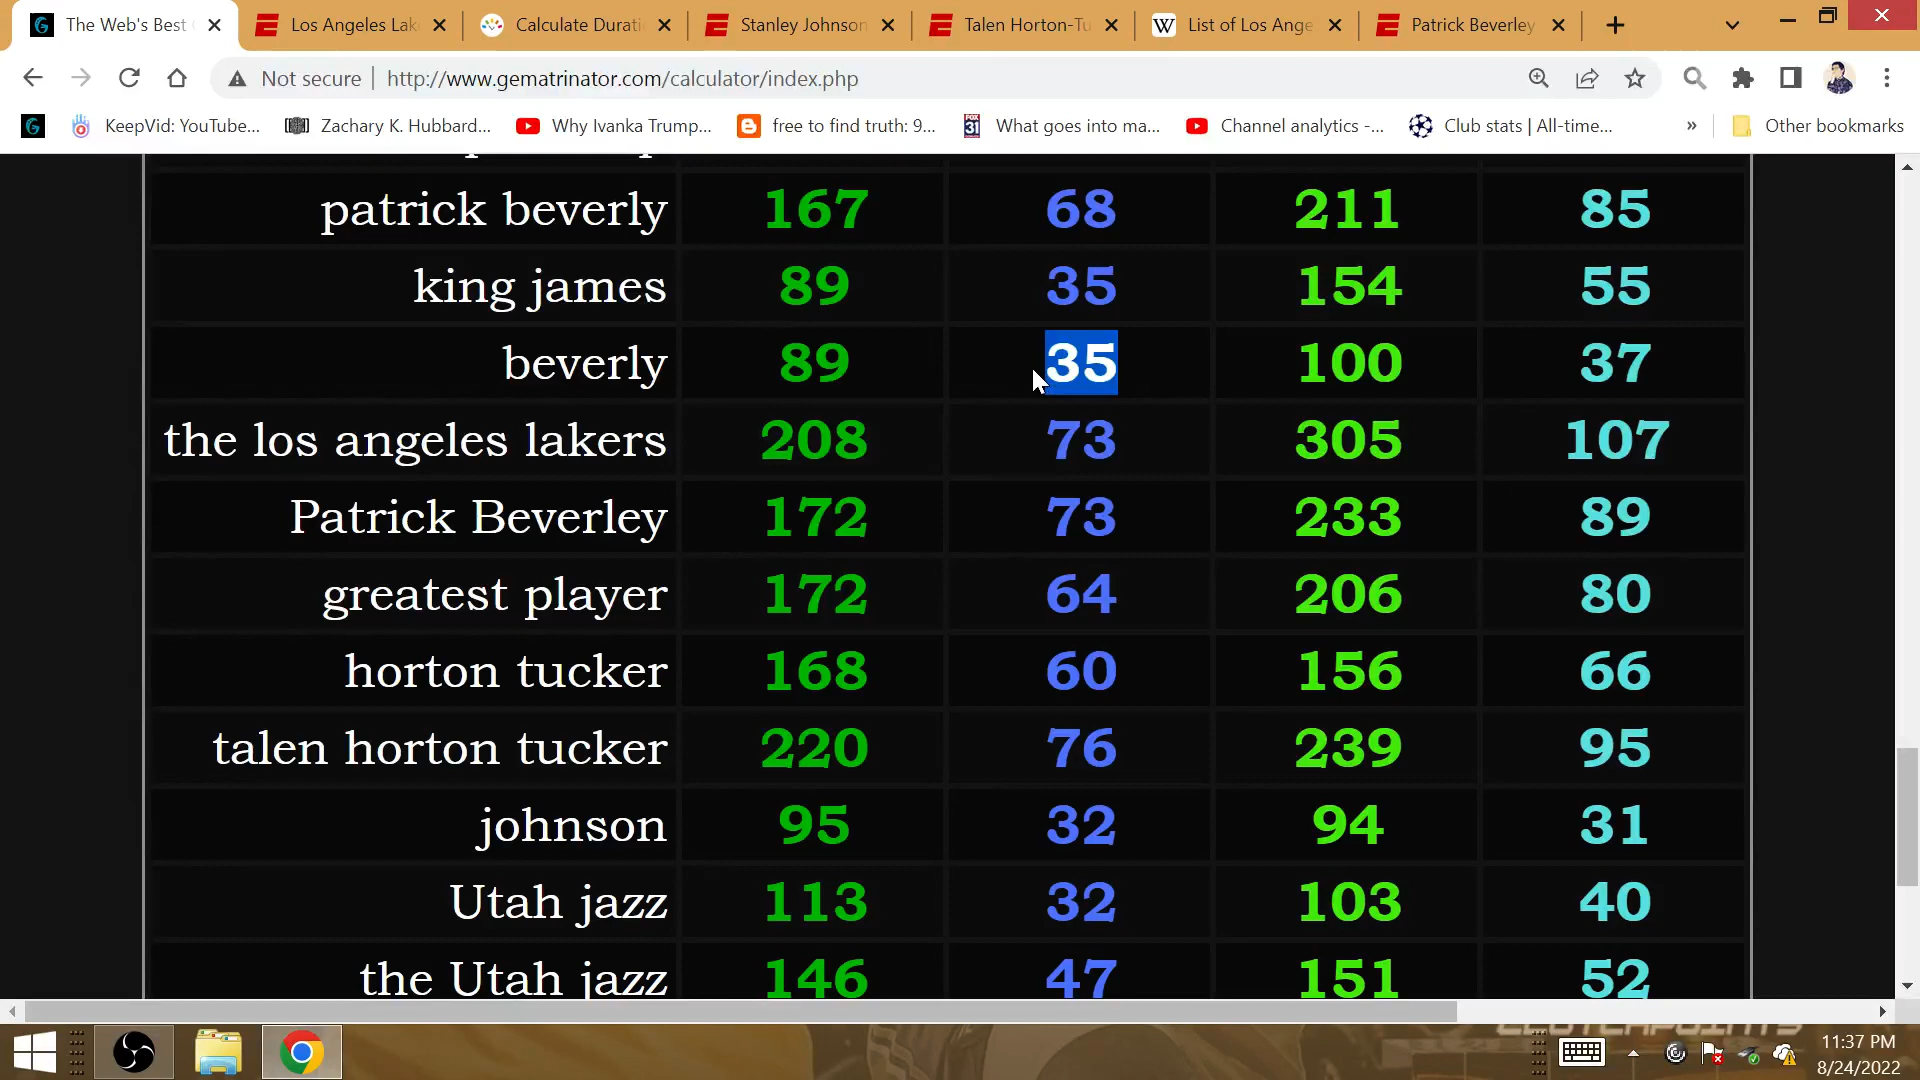 The Web's Best
Los Angeles Lak
Calculate Durati
Stanley Johnson
Talen Horton-Tu
List of Los Ange
Patrick Beverley
Not secure | http://www.gematrinator.com/calculator/index.php
KeepVid: YouTube...
Zachary K. Hubbard...
Why Ivanka Trump...
free to find truth: 9...
What goes into ma...
Channel analytics -...
Club stats | All-time...
»
Other bookmarks
patrick beverly 167 68 211 85
king james 89 35 154 55
beverly 89 35 100 37
the los angeles lakers 208 73 305 107
Patrick Beverley 172 73 233 89
greatest player 172 64 206 80
horton tucker 168 60 156 66
talen horton tucker 220 76 239 95
johnson 95 32 94 31
Utah jazz 113 32 103 40
the Utah jazz 146 47 151 52
CLUTCHPOINTS
11:37 PM
8/24/2022